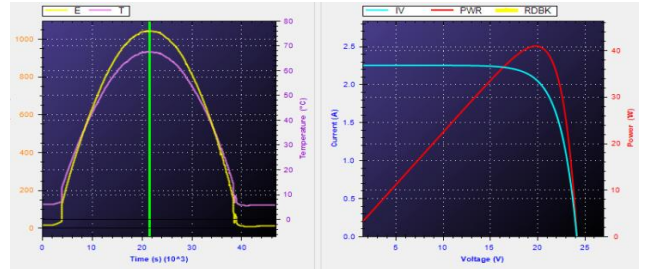 E T
80
1000 70
60
800 50
600 40
30
400 20
200 10
0 0
0 10 20 30 40
Time (s) (10^3)
Temperature (°C)
IV PWR RDBK
2.5 40
2.0
30
1.5
20
1.0
10
0.5
0.0 0
5 10 15 20 25
Voltage (V)
Current (A)
Power (W)